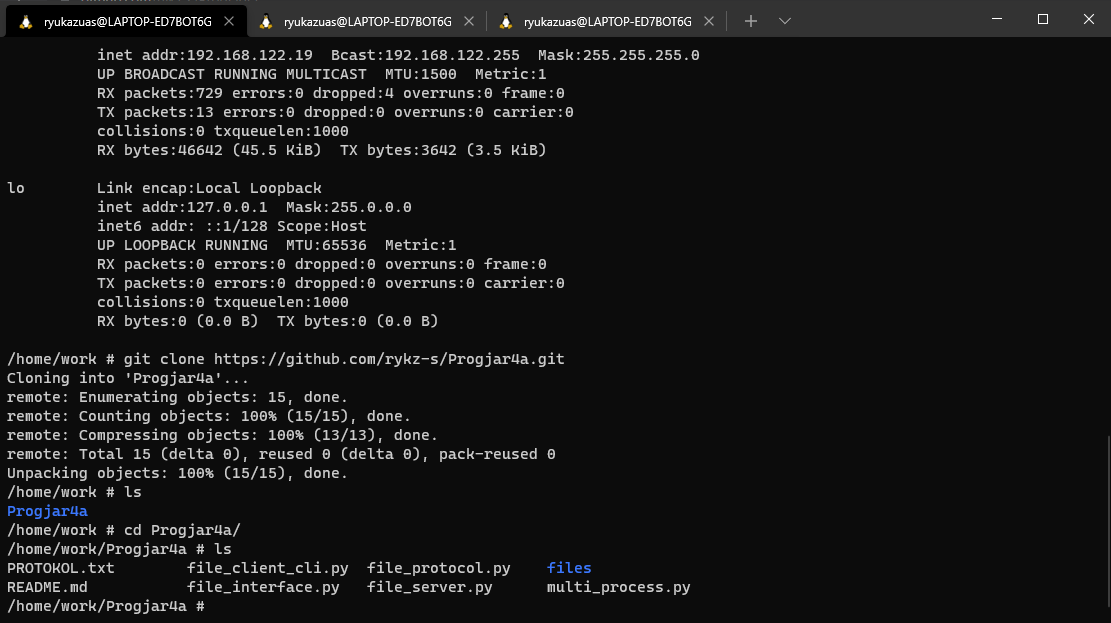 ryukazuas@LAPTOP-ED7BOT6G ryukazuas@LAPTOP-ED7BOT6G ryukazuas@LAPTOP-ED7BOT6G
inet addr:192.168.122.19  Bcast:192.168.122.255  Mask:255.255.255.0
UP BROADCAST RUNNING MULTICAST  MTU:1500  Metric:1
RX packets:729 errors:0 dropped:4 overruns:0 frame:0
TX packets:13 errors:0 dropped:0 overruns:0 carrier:0
collisions:0 txqueuelen:1000
RX bytes:46642 (45.5 KiB)  TX bytes:3642 (3.5 KiB)
lo        Link encap:Local Loopback
inet addr:127.0.0.1  Mask:255.0.0.0
inet6 addr: ::1/128 Scope:Host
UP LOOPBACK RUNNING  MTU:65536  Metric:1
RX packets:0 errors:0 dropped:0 overruns:0 frame:0
TX packets:0 errors:0 dropped:0 overruns:0 carrier:0
collisions:0 txqueuelen:1000
RX bytes:0 (0.0 B)  TX bytes:0 (0.0 B)
/home/work # git clone https://github.com/rykz-s/Progjar4a.git
Cloning into 'Progjar4a'...
remote: Enumerating objects: 15, done.
remote: Counting objects: 100% (15/15), done.
remote: Compressing objects: 100% (13/13), done.
remote: Total 15 (delta 0), reused 0 (delta 0), pack-reused 0
Unpacking objects: 100% (15/15), done.
/home/work # ls
Progjar4a
/home/work # cd Progjar4a/
/home/work/Progjar4a # ls
PROTOKOL.txt        file_client_cli.py  file_protocol.py    files
README.md           file_interface.py   file_server.py      multi_process.py
/home/work/Progjar4a #